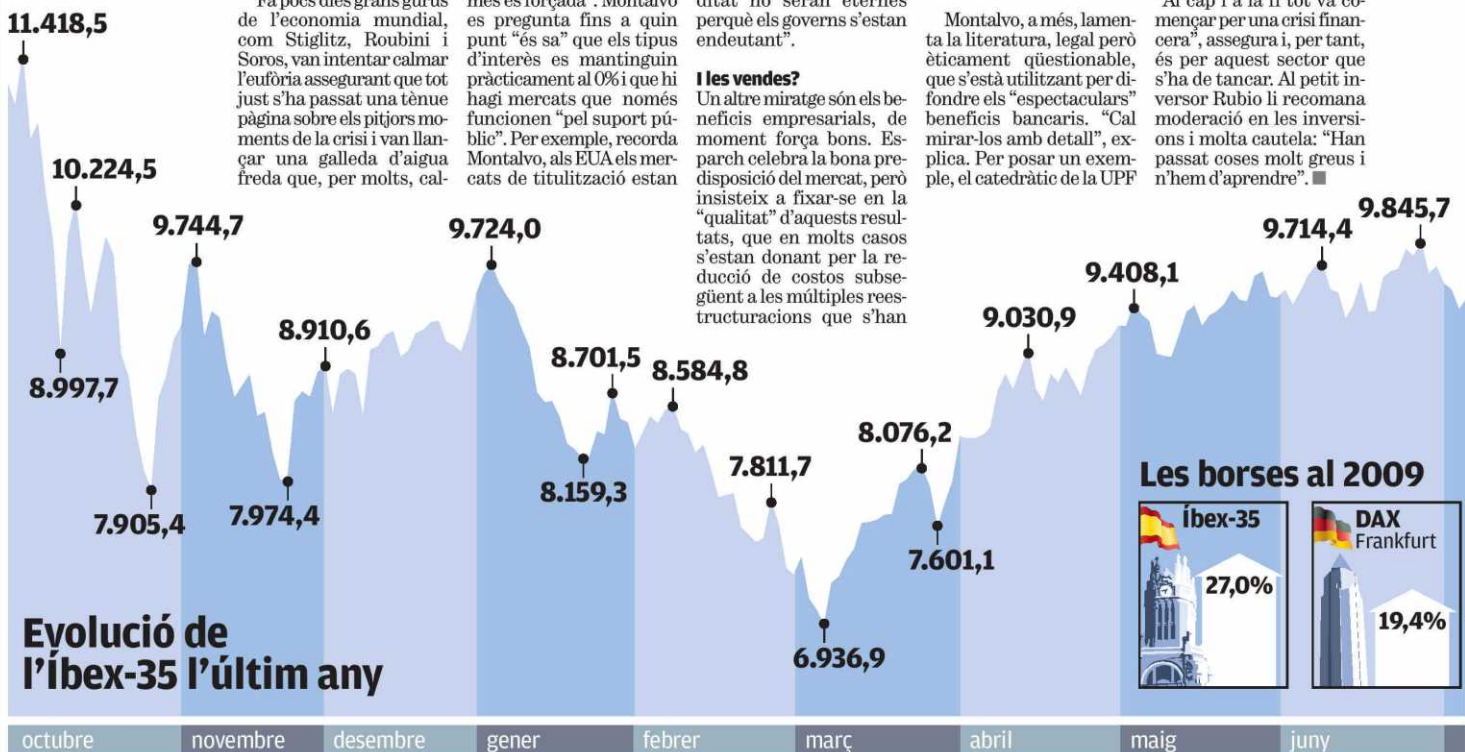 Fa pocs dies grans gurus
de l'economia mundial,
com Stiglitz, Roubini i
Soros, van intentar calmar
l'eufòria assegurant que tot
just s'ha passat una tènue
pàgina sobre els pitjors mo-
ments de la crisi i van llan-
çar una galleda d'aigua
freda que, per molts, cal-
més és forçada". Montalvo
es pregunta fins a quin
punt "és sa" que els tipus
d'interès es mantinguin
pràcticament al 0% i que hi
hagi mercats que només
funcionen "pel suport pú-
blic". Per exemple, recorda
Montalvo, als EUA els mer-
cats de titulització estan
ditat no seran eternes
perquè els governs s'estan
endeutant".
I les vendes?
Un altre miratge són els be-
neficis empresarials, de
moment força bons. Es-
parch celebra la bona pre-
disposició del mercat, però
insisteix a fixar-se en la
"qualitat" d'aquests resul-
tats, que en molts casos
s'estan donant per la re-
ducció de costos subse-
güent a les múltiples rees-
tructuracions que s'han
Montalvo, a més, lamen-
ta la literatura, legal però
èticament qüestionable,
que s'està utilitzant per di-
fondre els "espectaculars"
beneficis bancaris. "Cal
mirar-los amb detall", ex-
plica. Per posar un exem-
ple, el catedràtic de la UPF
"Al cap i a la fi tot va co-
mençar per una crisi finan-
cera", assegura i, per tant,
és per aquest sector que
s'ha de tancar. Al petit in-
versor Rubio li recomana
moderació en les inversi-
ons i molta cautela: "Han
passat coses molt greus i
n'hem d'aprendre".
11.418,5
10.224,5
8.997,7
7.905,4
9.744,7
7.974,4
8.910,6
9.724,0
8.159,3
8.701,5
8.584,8
7.811,7
6.936,9
8.076,2
7.601,1
9.030,9
9.408,1
9.714,4
9.845,7
Evolució de
l'Íbex-35 l'últim any
Les borses al 2009
Íbex-35
27,0%
DAX
Frankfurt
19,4%
octubre
novembre
desembre
gener
febrer
març
abril
maig
juny